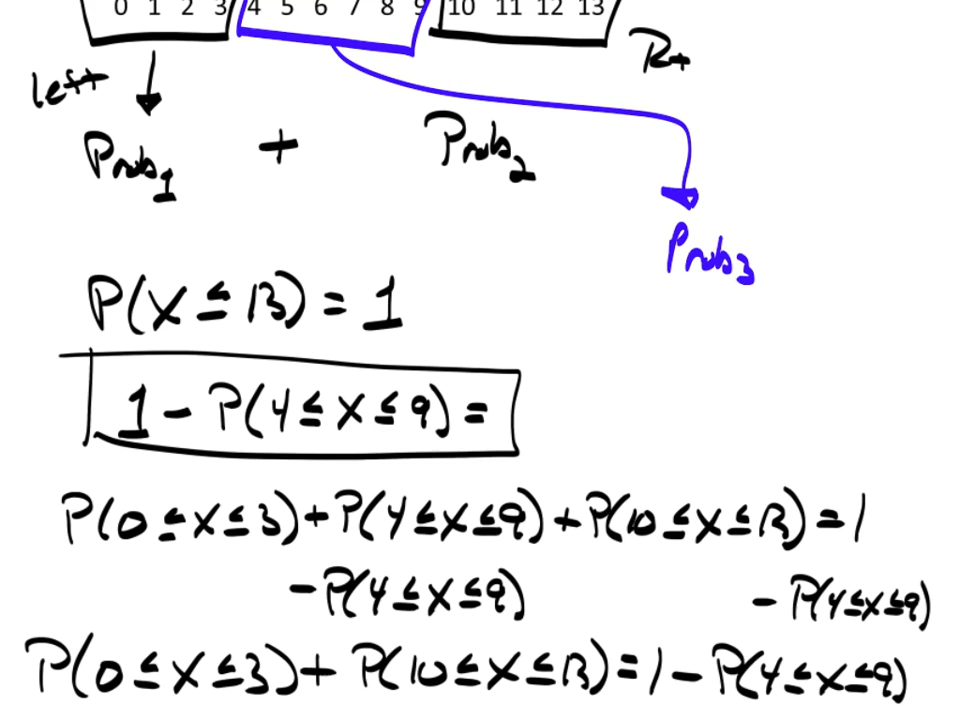 0 1 2 3 4 5 6 7 8 9 10 11 12 13
left
Prob1 + Prob2
Prob3
P(X ≤ 13) = 1
1 - P(4 ≤ X ≤ 9) =
P(0 ≤ X ≤ 3) + P(4 ≤ X ≤ 9) + P(10 ≤ X ≤ 13) = 1
- P(4 ≤ X ≤ 9) - P(4 ≤ X ≤ 9)
P(0 ≤ X ≤ 3) + P(10 ≤ X ≤ 13) = 1 - P(4 ≤ X ≤ 9)